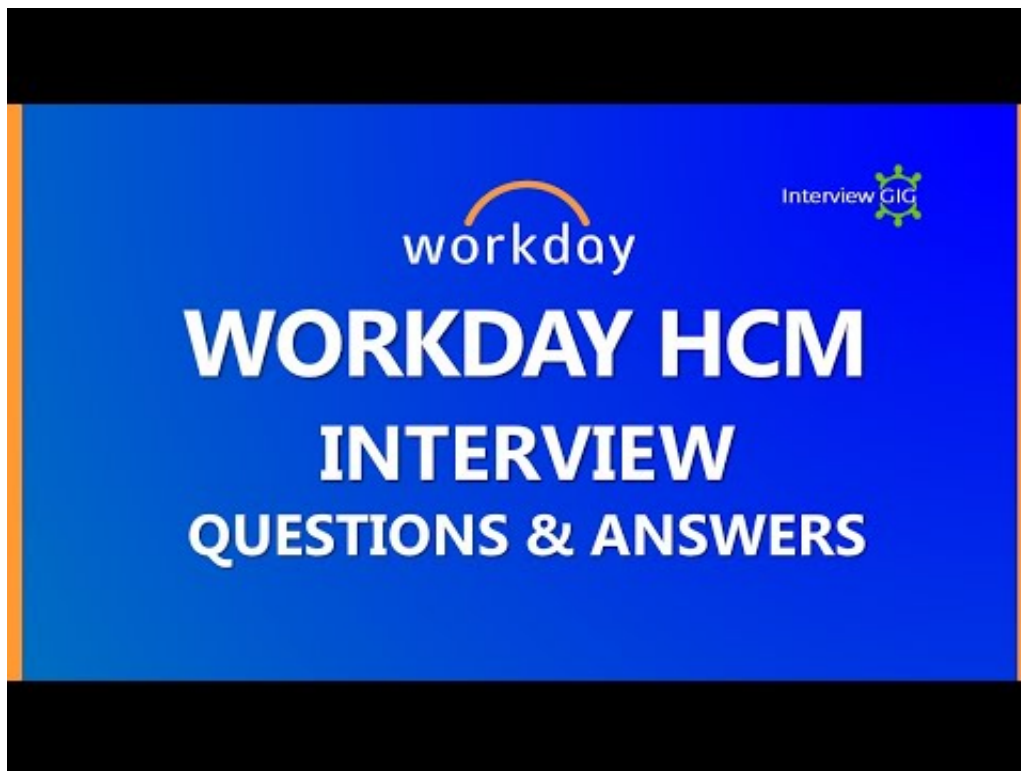 Interview GIG
workday
WORKDAY HCM
INTERVIEW
QUESTIONS & ANSWERS